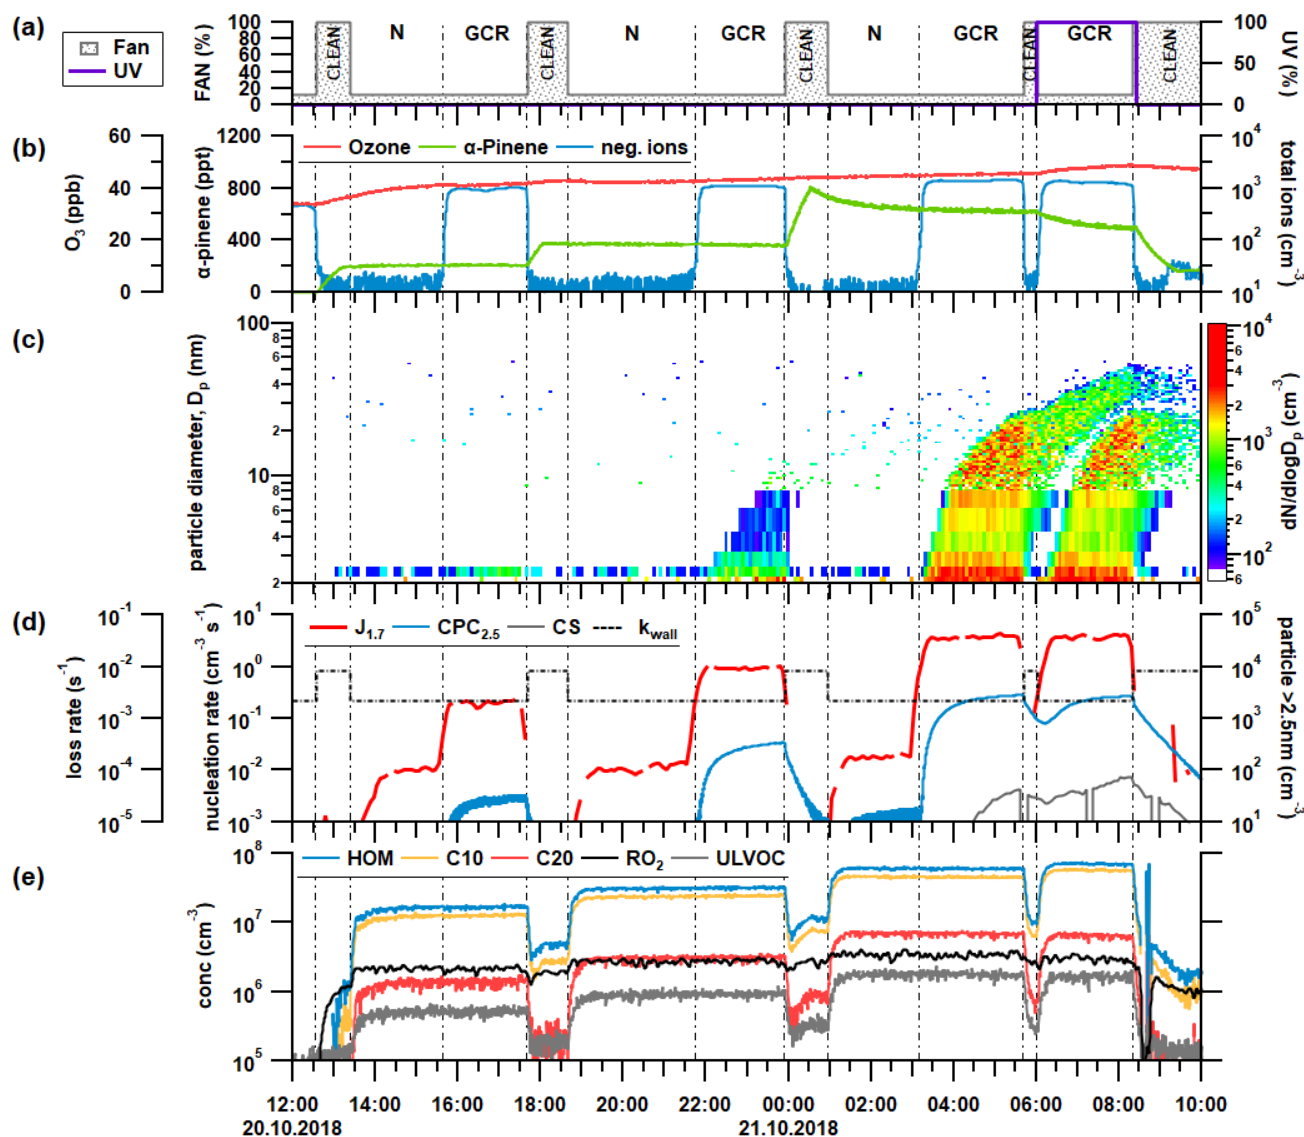 (a)
Fan
UV
FAN (%)
100
80
60
40
20
0
CLEAN
N
GCR
CLEAN
N
GCR
CLEAN
N
CLEAN
GCR
CLEAN
100
50
0
UV (%)
(b)
O3 (ppb)
60
40
20
0
α-pinene (ppt)
1200
800
400
0
Ozone
α-Pinene
neg. ions
10^4
10^3
10^2
10^1
total ions (cm^-3)
(c)
particle diameter, Dp (nm)
100
8
6
4
2
10
8
6
4
2
10^4
6
4
2
10^3
6
4
2
10^2
6
dN/dlogDp (cm^-3)
(d)
loss rate (s^-1)
10^-1
10^-2
10^-3
10^-4
10^-5
nucleation rate (cm^-3 s^-1)
10^1
10^0
10^-1
10^-2
10^-3
J1.7
CPC2.5
CS
kwall
10^5
10^4
10^3
10^2
10^1
particle >2.5nm (cm^-3)
(e)
conc (cm^-3)
10^8
10^7
10^6
10^5
HOM
C10
C20
RO2
ULVOC
12:00 14:00 16:00 18:00 20:00 22:00 00:00 02:00 04:00 06:00 08:00 10:00
20.10.2018 21.10.2018